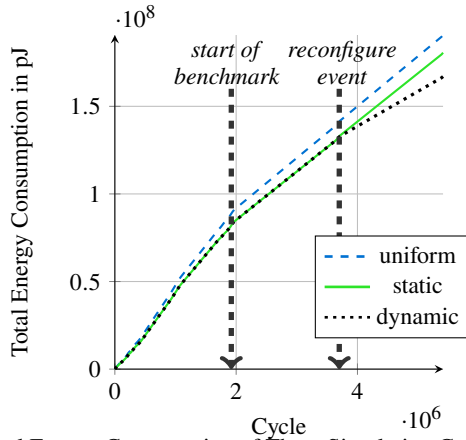 ·10⁸
start of
benchmark
reconfigure
event
Total Energy Consumption in pJ
1.5
1
0.5
0
uniform
static
dynamic
0
2
4
Cycle
·10⁶